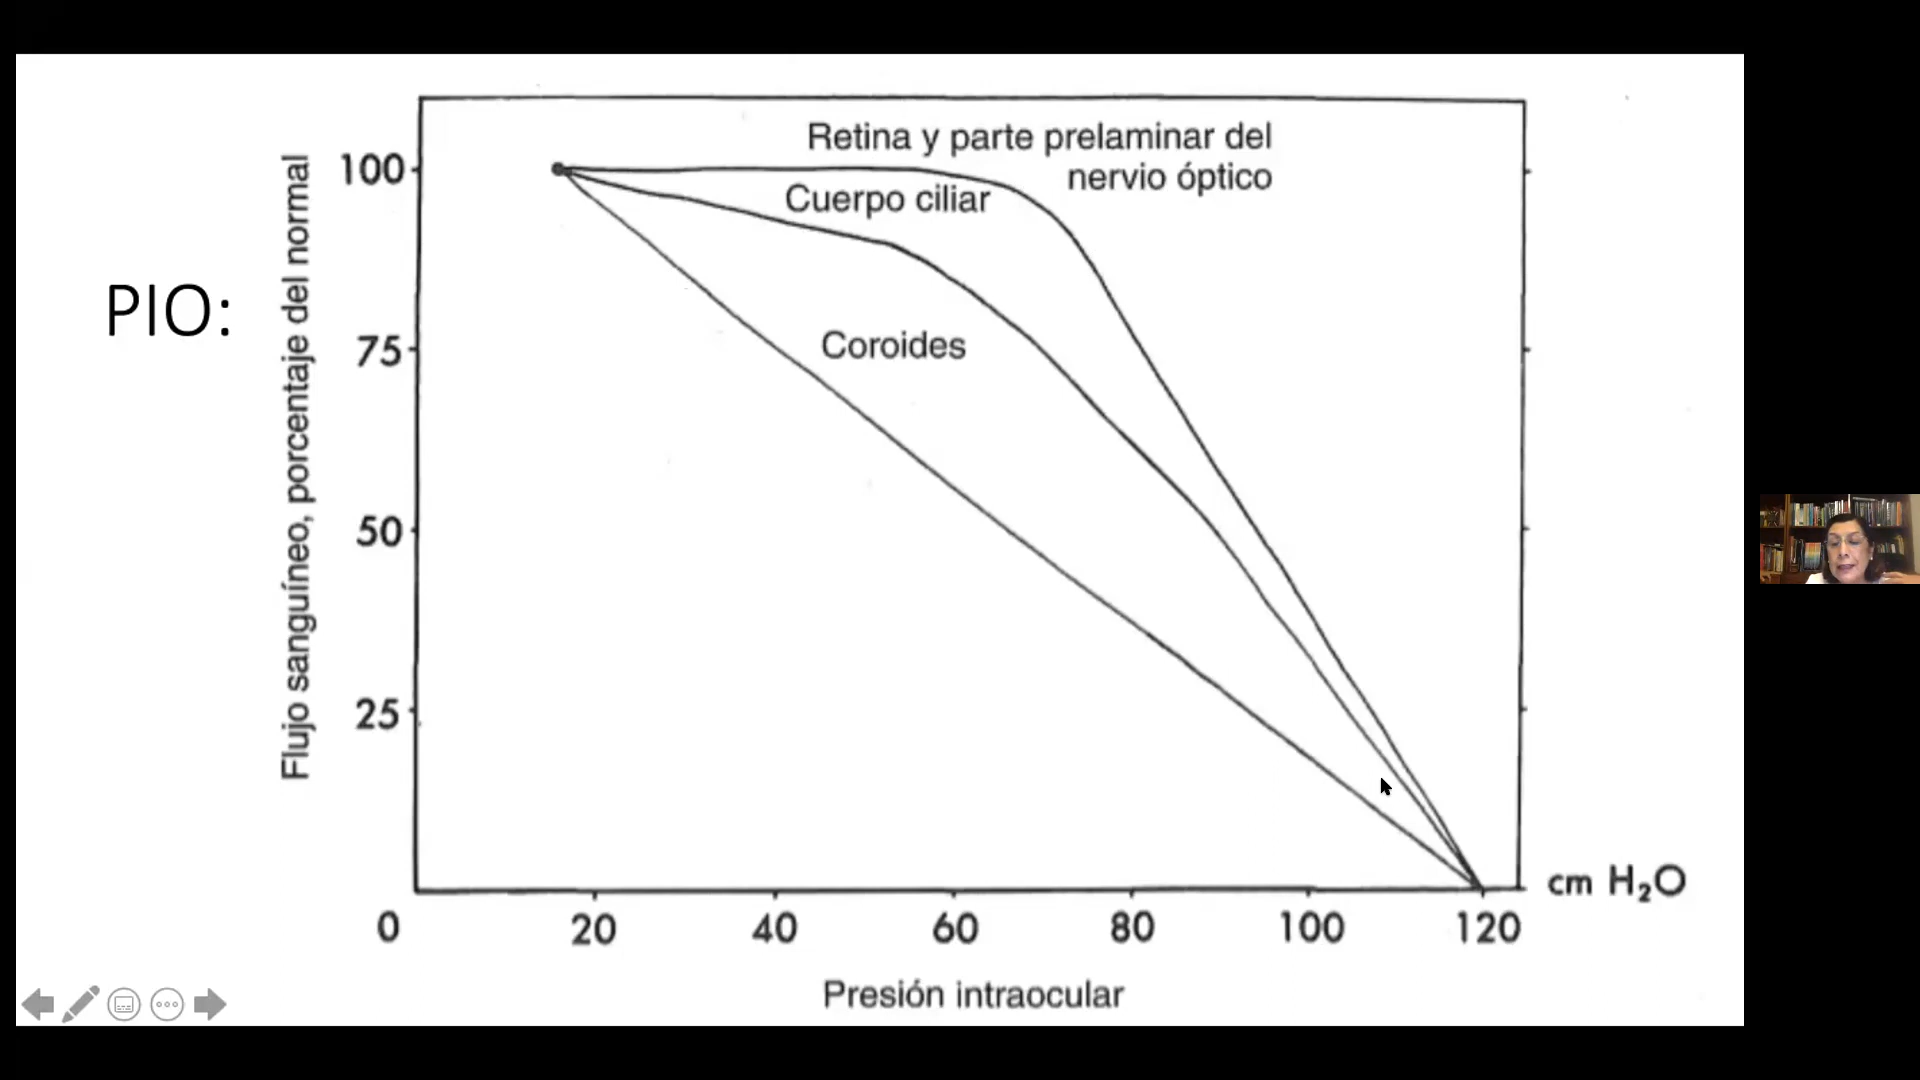 PIO:
Flujo sanguíneo, porcentaje del normal
100
75
50
25
Retina y parte prelaminar del
nervio óptico
Cuerpo ciliar
Coroides
0
20
40
60
80
100
120
cm H₂O
Presión intraocular